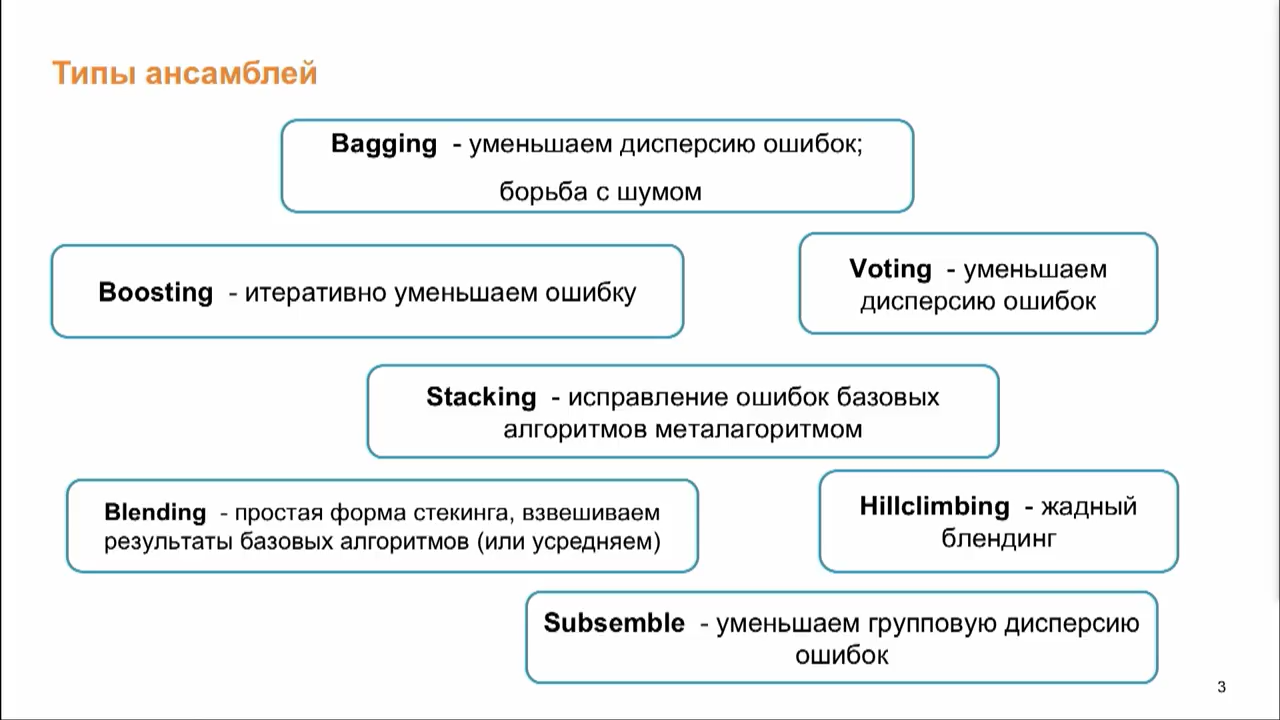 Типы ансамблей
Bagging - уменьшаем дисперсию ошибок;
борьба с шумом
Boosting - итеративно уменьшаем ошибку
Voting - уменьшаем
дисперсию ошибок
Stacking - исправление ошибок базовых
алгоритмов металагоритмом
Blending - простая форма стекинга, взвешиваем
результаты базовых алгоритмов (или усредняем)
Hillclimbing - жадный
блендинг
Subsemble - уменьшаем групповую дисперсию
ошибок
3